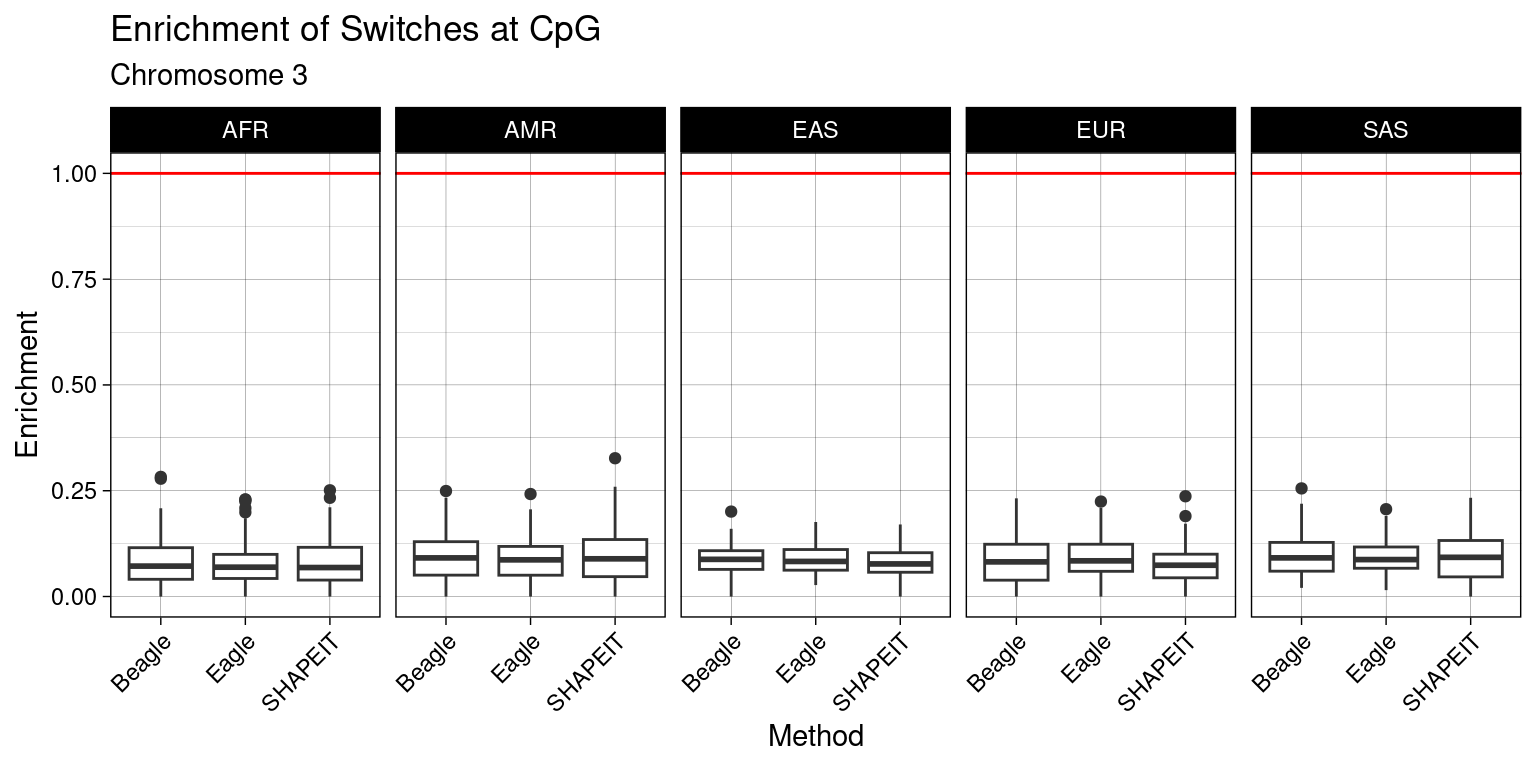 Enrichment of Switches at CpG
Chromosome 3
AFR AMR EAS EUR SAS
1.00
0.75
0.50
0.25
0.00
Enrichment
Beagle Eagle SHAPEIT Beagle Eagle SHAPEIT Beagle Eagle SHAPEIT Beagle Eagle SHAPEIT Beagle Eagle SHAPEIT
Method